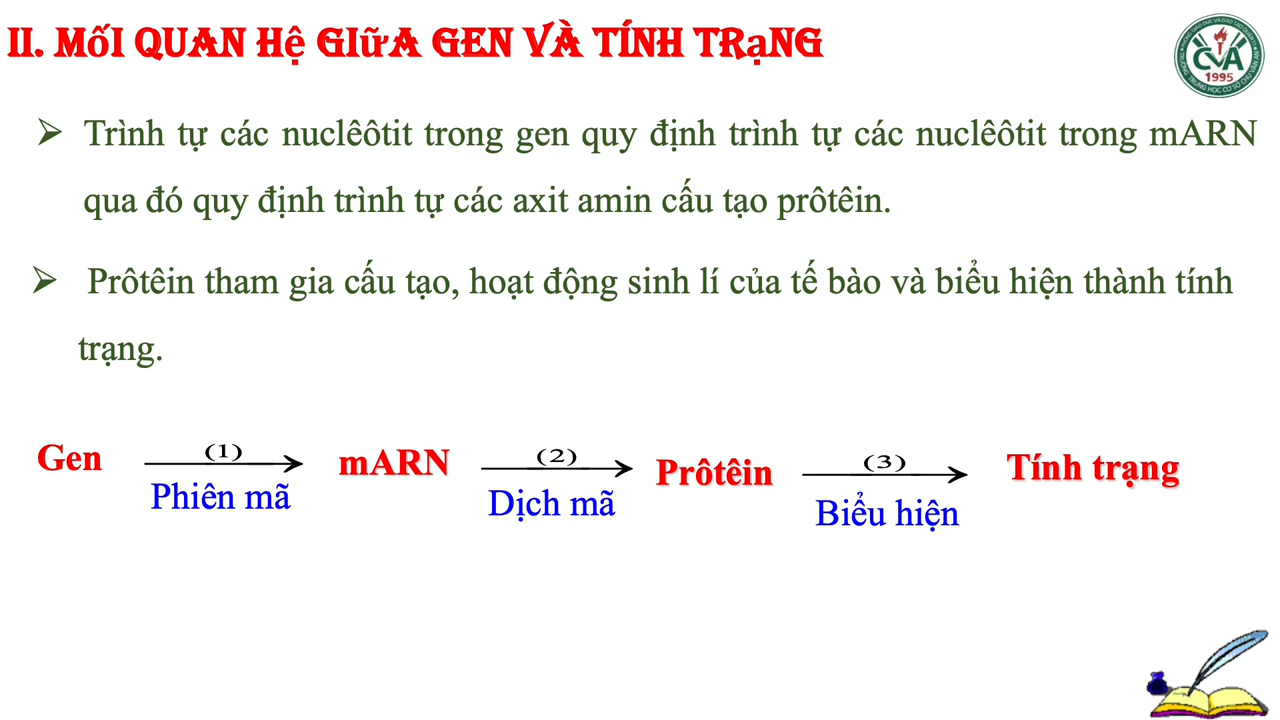 II. MỐI QUAN HỆ GIỮA GEN VÀ TÍNH TRẠNG
CVA
1995
➢ Trình tự các nuclêôtit trong gen quy định trình tự các nuclêôtit trong mARN
qua đó quy định trình tự các axit amin cấu tạo prôtêin.
➢ Prôtêin tham gia cấu tạo, hoạt động sinh lí của tế bào và biểu hiện thành tính
trạng.
Gen (1) mARN (2) Prôtêin (3) Tính trạng
Phiên mã Dịch mã Biểu hiện